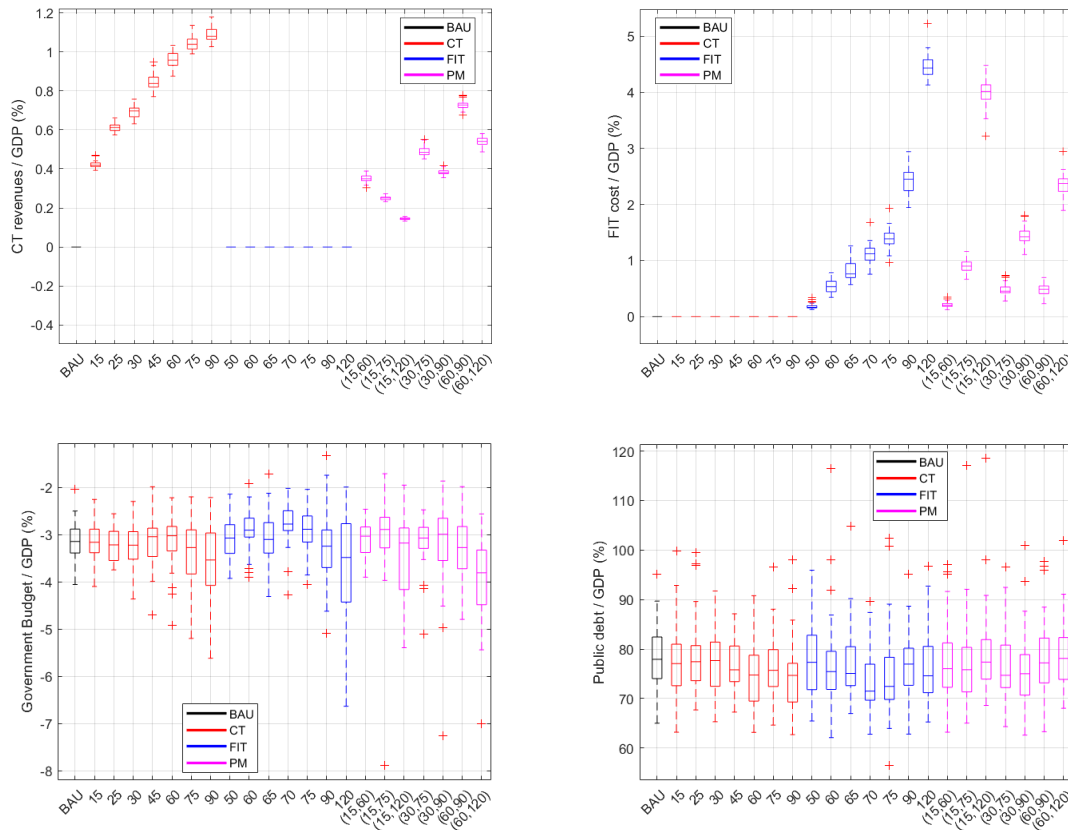 CT revenues / GDP (%)
1.2
1
0.8
0.6
0.4
0.2
0
-0.2
-0.4
BAU
CT
FIT
PM
BAU 15 25 30 45 60 75 90 50 60 65 70 75 90 120 (15,60) (15,75) (15,120) (30,75) (30,90) (60,90) (60,120)
FIT cost / GDP (%)
5
4
3
2
1
0
BAU
CT
FIT
PM
BAU 15 25 30 45 60 75 90 50 60 65 70 75 90 120 (15,60) (15,75) (15,120) (30,75) (30,90) (60,90) (60,120)
Government Budget / GDP (%)
-2
-3
-4
-5
-6
-7
-8
BAU
CT
FIT
PM
BAU 15 25 30 45 60 75 90 50 60 65 70 75 90 120 (15,60) (15,75) (15,120) (30,75) (30,90) (60,90) (60,120)
Public debt / GDP (%)
120
110
100
90
80
70
60
BAU
CT
FIT
PM
BAU 15 25 30 45 60 75 90 50 60 65 70 75 90 120 (15,60) (15,75) (15,120) (30,75) (30,90) (60,90) (60,120)